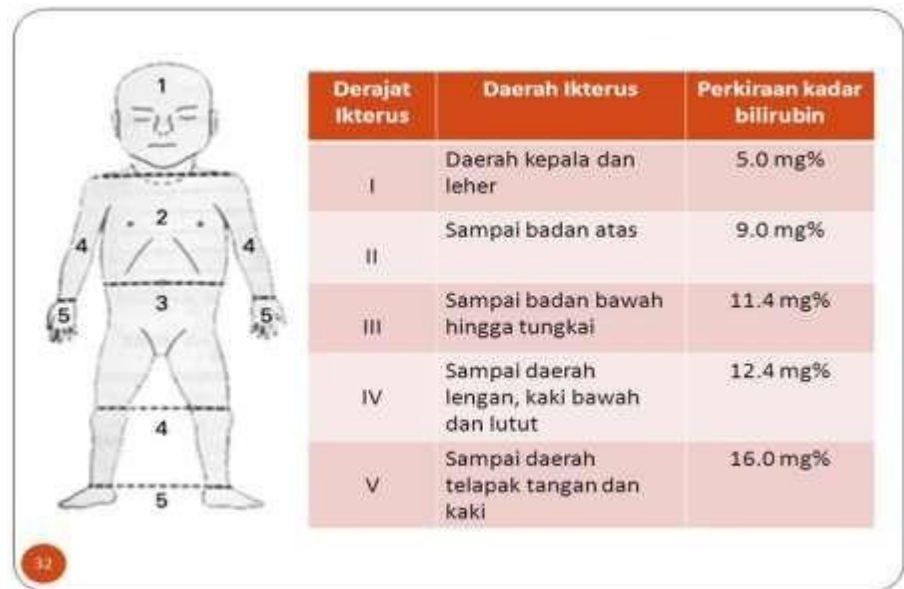 1
2
4
4
3
5
5
4
5
Derajat
Ikterus
Daerah Ikterus
Perkiraan kadar
bilirubin
I
Daerah kepala dan
leher
5.0 mg%
II
Sampai badan atas
9.0 mg%
III
Sampai badan bawah
hingga tungkai
11.4 mg%
IV
Sampai daerah
lengan, kaki bawah
dan lutut
12.4 mg%
V
Sampai daerah
telapak tangan dan
kaki
16.0 mg%
32